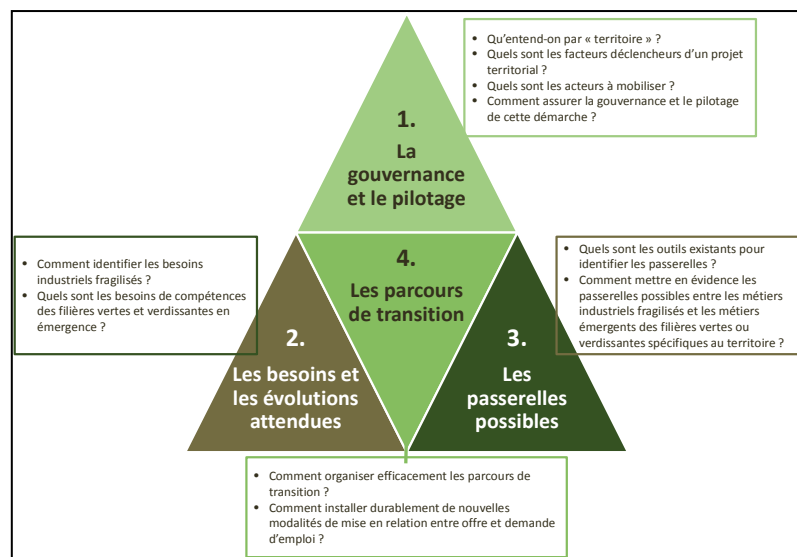 • Qu'entend-on par « territoire » ?
• Quels sont les facteurs déclencheurs d'un projet
territorial ?
• Quels sont les acteurs à mobiliser ?
• Comment assurer la gouvernance et le pilotage
de cette démarche ?
1.
La
gouvernance
et le pilotage
• Comment identifier les besoins
industriels fragilisés ?
• Quels sont les besoins de compétences
des filières vertes et verdissantes en
émergence ?
4.
Les parcours
de transition
• Quels sont les outils existants pour
identifier les passerelles ?
• Comment mettre en évidence les
passerelles possibles entre les métiers
industriels fragilisés et les métiers
émergents des filières vertes ou
verdissantes spécifiques au territoire ?
2.
Les besoins et
les évolutions
attendues
3.
Les
passerelles
possibles
• Comment organiser efficacement les parcours de
transition ?
• Comment installer durablement de nouvelles
modalités de mise en relation entre offre et demande
d'emploi ?